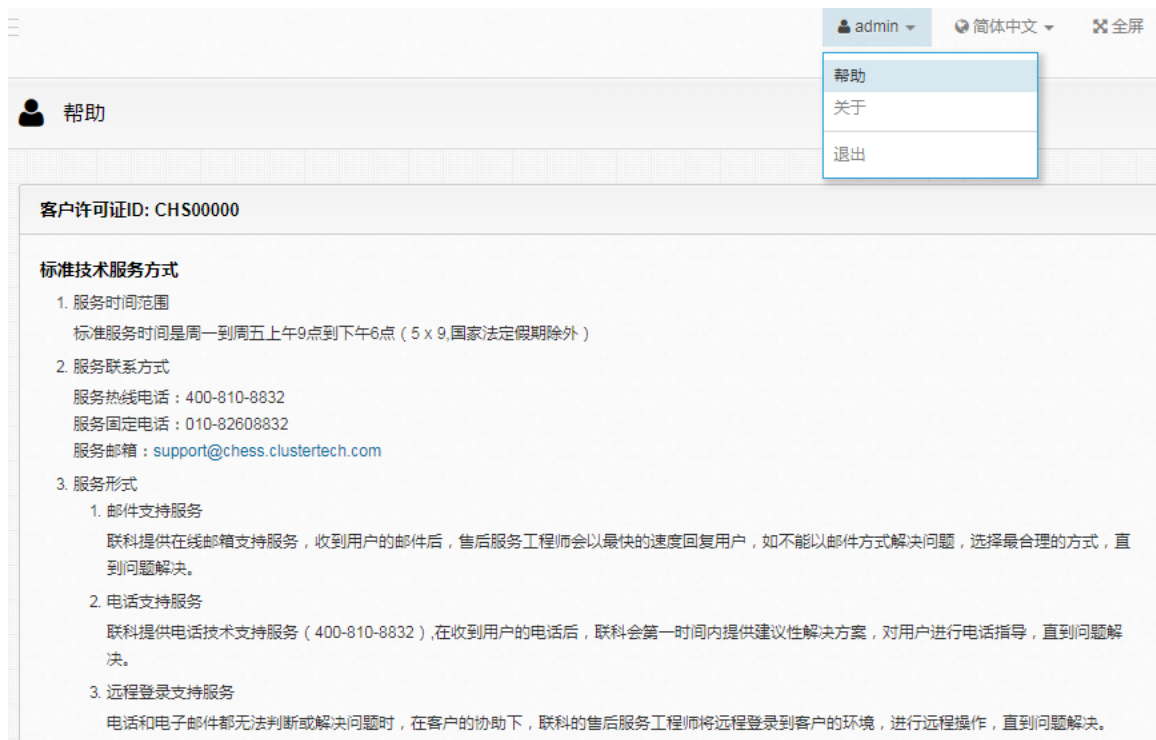 admin
简体中文
全屏
帮助
关于
退出
帮助
客户许可证ID: CHS00000
标准技术服务方式
1. 服务时间范围
标准服务时间是周一到周五上午9点到下午6点（5 x 9,国家法定假期除外）
2. 服务联系方式
服务热线电话：400-810-8832
服务固定电话：010-82608832
服务邮箱：support@chess.clustertech.com
3. 服务形式
1. 邮件支持服务
联科提供在线邮箱支持服务，收到用户的邮件后，售后服务工程师会以最快的速度回复用户，如不能以邮件方式解决问题，选择最合理的方式，直
到问题解决。
2. 电话支持服务
联科提供电话技术支持服务（400-810-8832）,在收到用户的电话后，联科会第一时间内提供建议性解决方案，对用户进行电话指导，直到问题解
决。
3. 远程登录支持服务
电话和电子邮件都无法判断或解决问题时，在客户的协助下，联科的售后服务工程师将远程登录到客户的环境，进行远程操作，直到问题解决。